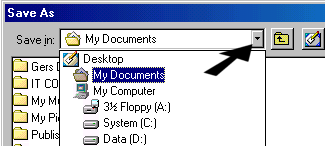 Save As
Save in: My Documents
Desktop
Gers D
My Documents
IT CO
My Computer
My M
3½ Floppy (A:)
My Pi
System (C:)
Publis
Data (D:)